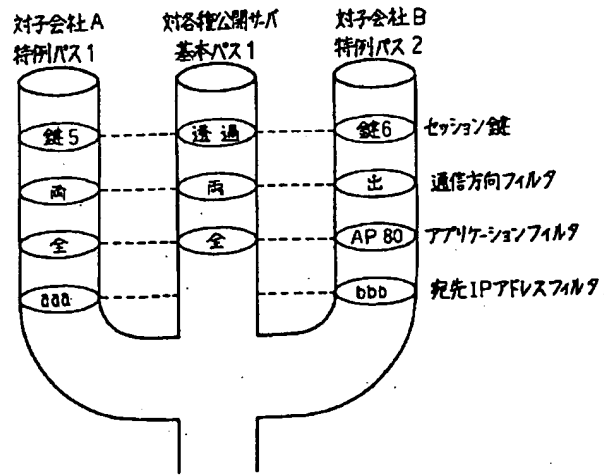 対子会社A
特例パス1
対各種公開サーバ
基本パス1
対子会社B
特例パス2
鍵5
透過
鍵6
セッション鍵
両
両
出
通信方向フィルタ
全
全
AP 80
アプリケーションフィルタ
aaa
bbb
宛先IPアドレスフィルタ